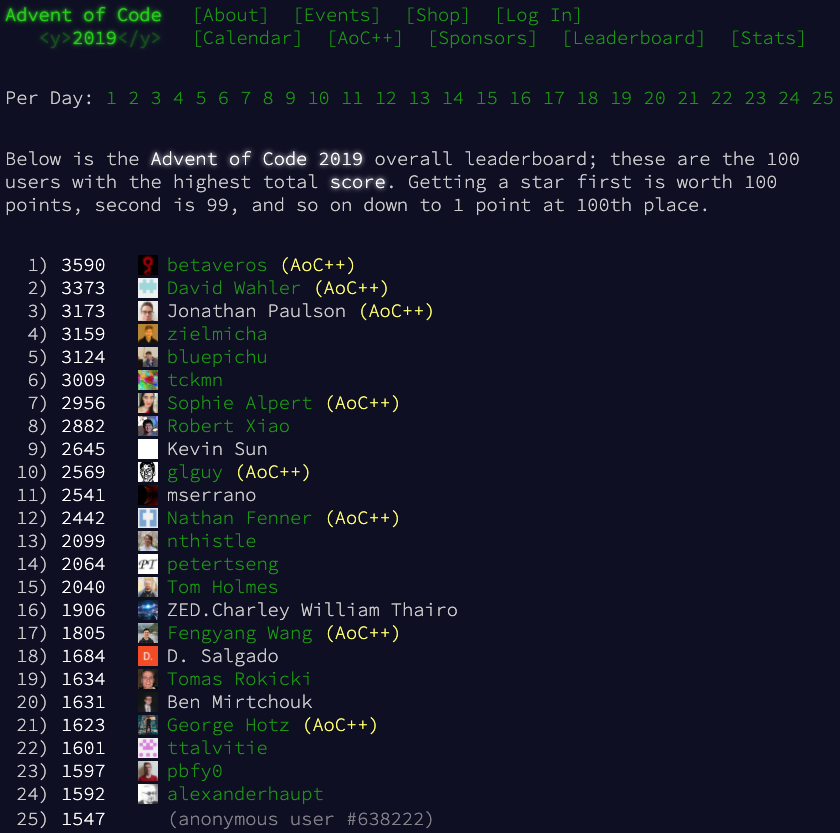 Advent of Code [About] [Events] [Shop] [Log In]
<y>2019</y> [Calendar] [AoC++] [Sponsors] [Leaderboard] [Stats]
Per Day: 1 2 3 4 5 6 7 8 9 10 11 12 13 14 15 16 17 18 19 20 21 22 23 24 25
Below is the Advent of Code 2019 overall leaderboard; these are the 100
users with the highest total score. Getting a star first is worth 100
points, second is 99, and so on down to 1 point at 100th place.
1) 3590 betaveros (AoC++)
2) 3373 David Wahler (AoC++)
3) 3173 Jonathan Paulson (AoC++)
4) 3159 zielmicha
5) 3124 bluepichu
6) 3009 tckmn
7) 2956 Sophie Alpert (AoC++)
8) 2882 Robert Xiao
9) 2645 Kevin Sun
10) 2569 glguy (AoC++)
11) 2541 mserrano
12) 2442 Nathan Fenner (AoC++)
13) 2099 nthistle
14) 2064 PT petertseng
15) 2040 Tom Holmes
16) 1906 ZED.Charley William Thairo
17) 1805 Fengyang Wang (AoC++)
18) 1684 D. D. Salgado
19) 1634 Tomas Rokicki
20) 1631 Ben Mirtchouk
21) 1623 George Hotz (AoC++)
22) 1601 ttalvitie
23) 1597 pbfy0
24) 1592 alexanderhaupt
25) 1547 (anonymous user #638222)